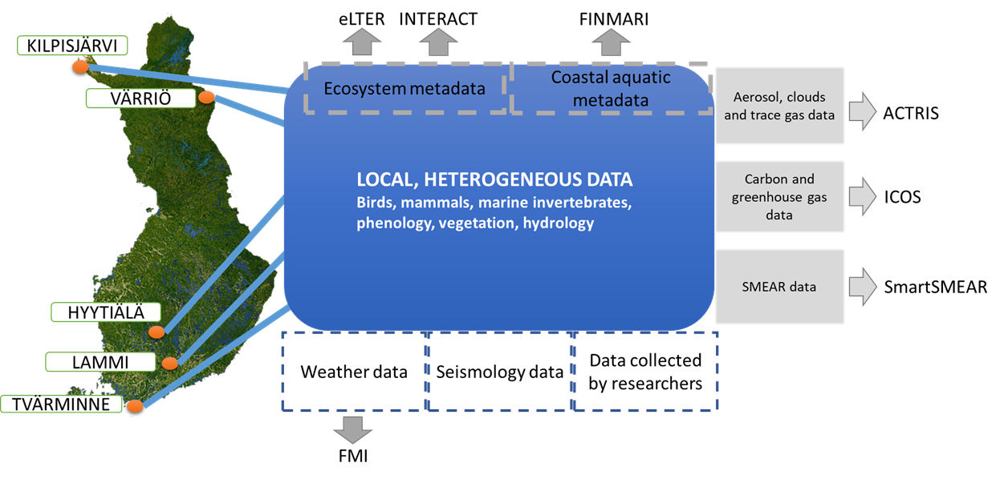 eLTER
INTERACT
FINMARI
KILPISJÄRVI
VÄRRIÖ
HYYTIÄLÄ
LAMMI
TVÄRMINNE
Ecosystem metadata
Coastal aquatic
metadata
LOCAL, HETEROGENEOUS DATA
Birds, mammals, marine invertebrates,
phenology, vegetation, hydrology
Aerosol, clouds
and trace gas data
ACTRIS
Carbon and
greenhouse gas
data
ICOS
SMEAR data
SmartSMEAR
Weather data
Seismology data
Data collected
by researchers
FMI